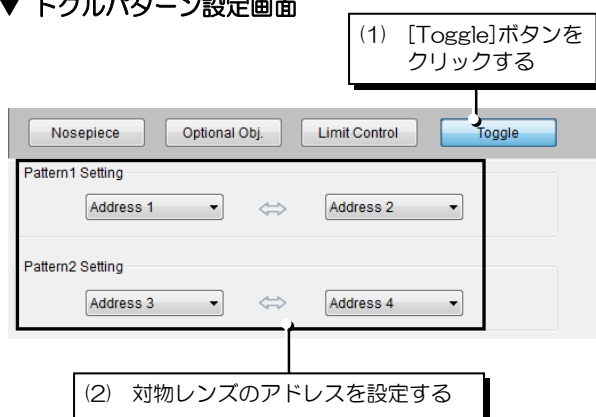 ▼ トグルパターン設定画面
(1) [Toggle]ボタンを
クリックする
Nosepiece Optional Obj. Limit Control Toggle
Pattern1 Setting
Address 1 ⇔ Address 2
Pattern2 Setting
Address 3 ⇔ Address 4
(2) 対物レンズのアドレスを設定する